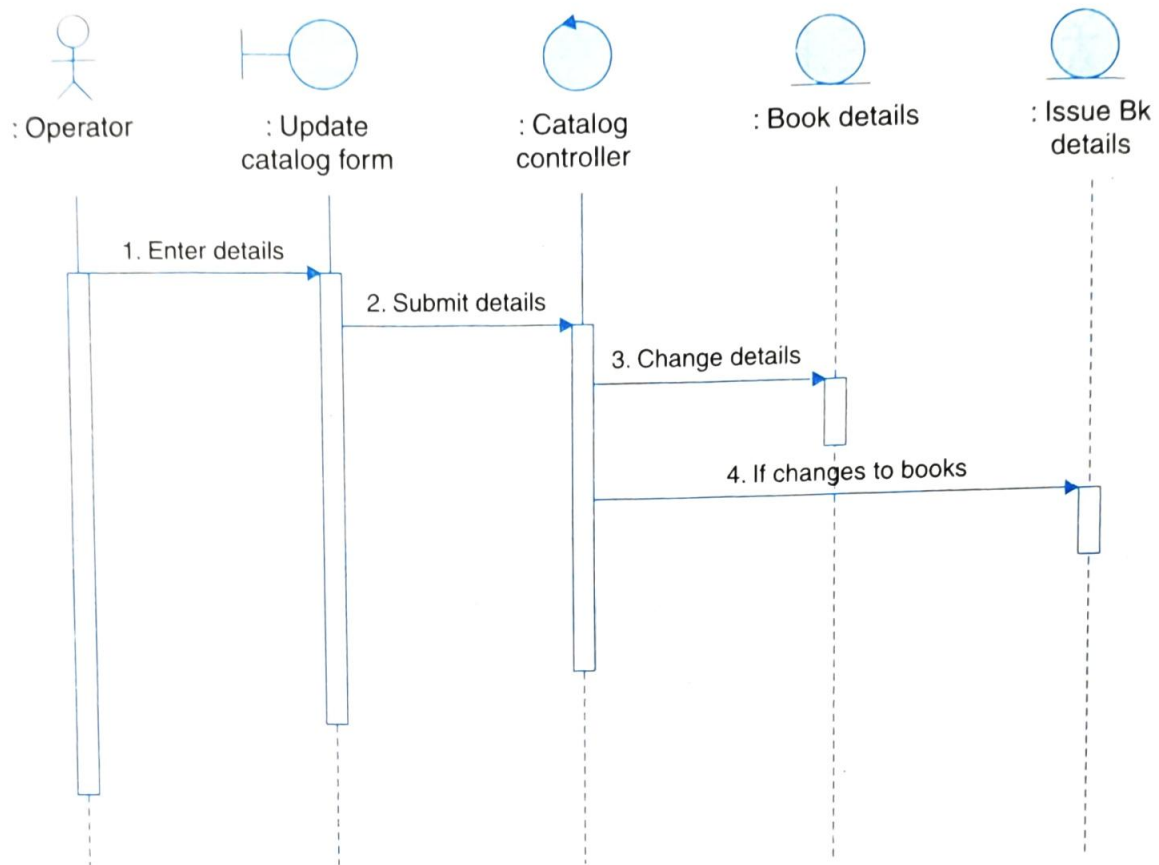 : Operator
: Update
catalog form
: Catalog
controller
: Book details
: Issue Bk
details
1. Enter details
2. Submit details
3. Change details
4. If changes to books